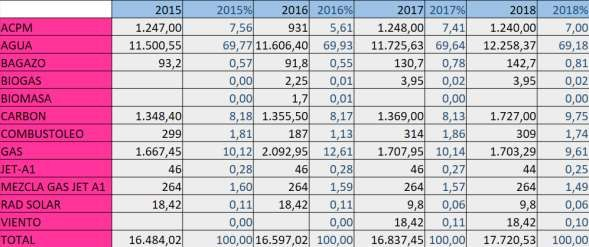 2015 2015% 2016 2016% 2017 2017% 2018 2018%
ACPM 1.247,00 7,56 931 5,61 1.248,00 7,41 1.240,00 7,00
AGUA 11.500,55 69,77 11.606,40 69,93 11.725,63 69,64 12.258,37 69,18
BAGAZO 93,2 0,57 91,8 0,55 130,7 0,78 142,7 0,81
BIOGAS 0,00 2,25 0,01 3,95 0,02 3,95 0,02
BIOMASA 0,00 1,7 0,01 0,00 0,00
CARBON 1.348,40 8,18 1.355,50 8,17 1.369,00 8,13 1.727,00 9,75
COMBUSTOLEO 299 1,81 187 1,13 314 1,86 309 1,74
GAS 1.667,45 10,12 2.092,95 12,61 1.707,95 10,14 1.703,29 9,61
JET-A1 46 0,28 46 0,28 46 0,27 44 0,25
MEZCLA GAS JET A1 264 1,60 264 1,59 264 1,57 264 1,49
RAD SOLAR 18,42 0,11 18,42 0,11 9,8 0,06 9,8 0,06
VIENTO 0,00 0,00 18,42 0,11 18,42 0,10
TOTAL 16.484,02 100,00 16.597,02 100,00 16.837,45 100,00 17.720,53 100,00